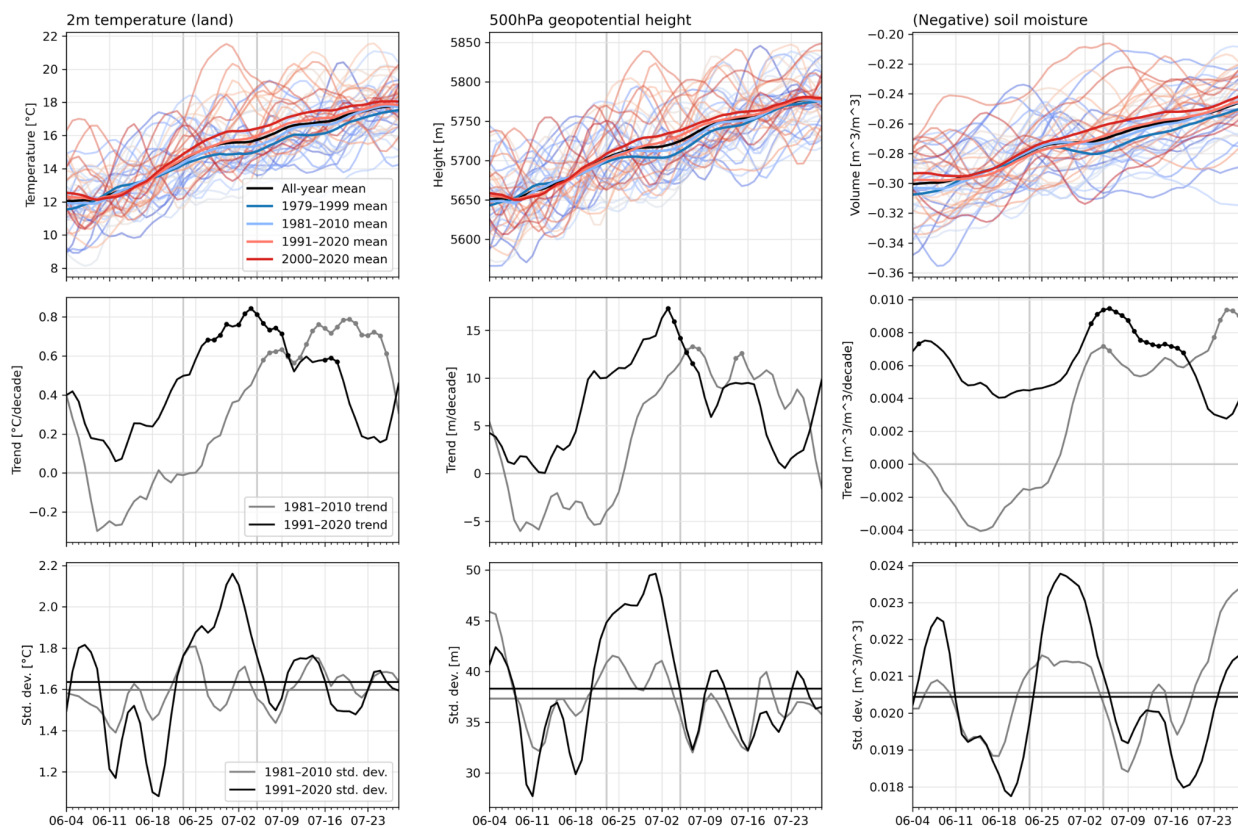 2m temperature (land)
500hPa geopotential height
(Negative) soil moisture
Temperature [°C]
22
20
18
16
14
12
10
8
All-year mean
1979–1999 mean
1981–2010 mean
1991–2020 mean
2000–2020 mean
Height [m]
5850
5800
5750
5700
5650
5600
Volume [m^3/m^3]
−0.20
−0.22
−0.24
−0.26
−0.28
−0.30
−0.32
−0.34
−0.36
Trend [°C/decade]
0.8
0.6
0.4
0.2
0.0
−0.2
1981–2010 trend
1991–2020 trend
Trend [m/decade]
15
10
5
0
−5
Trend [m^3/m^3/decade]
0.010
0.008
0.006
0.004
0.002
0.000
−0.002
−0.004
Std. dev. [°C]
2.2
2.0
1.8
1.6
1.4
1.2
1981–2010 std. dev.
1991–2020 std. dev.
06-04 06-11 06-18 06-25 07-02 07-09 07-16 07-23
Std. dev. [m]
50
45
40
35
30
06-04 06-11 06-18 06-25 07-02 07-09 07-16 07-23
Std. dev. [m^3/m^3]
0.024
0.023
0.022
0.021
0.020
0.019
0.018
06-04 06-11 06-18 06-25 07-02 07-09 07-16 07-23